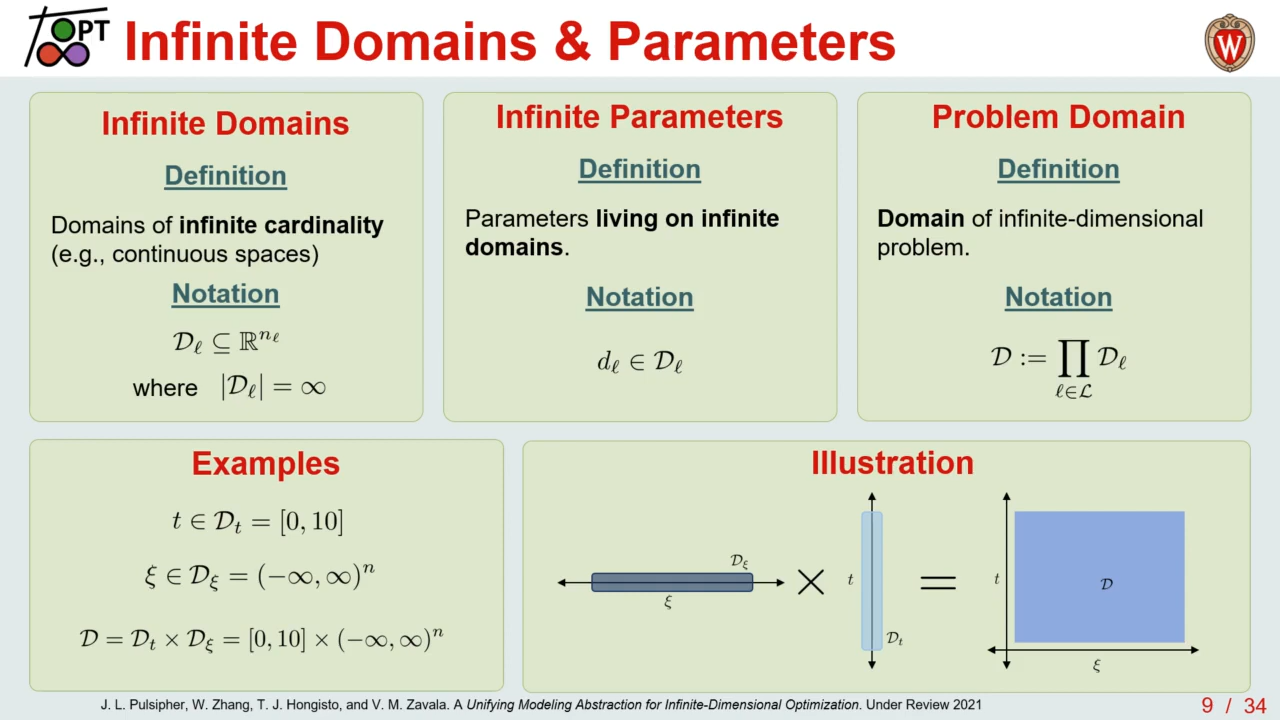 OPT
Infinite Domains & Parameters
W
Infinite Domains
Definition
Domains of infinite cardinality
(e.g., continuous spaces)
Notation
𝒟ℓ ⊆ ℝ^{nℓ}
where |𝒟ℓ| = ∞
Infinite Parameters
Definition
Parameters living on infinite
domains.
Notation
dℓ ∈ 𝒟ℓ
Problem Domain
Definition
Domain of infinite-dimensional
problem.
Notation
𝒟 := ∏ 𝒟ℓ
ℓ∈ℒ
Examples
t ∈ 𝒟t = [0, 10]
ξ ∈ 𝒟ξ = (−∞, ∞)ⁿ
𝒟 = 𝒟t × 𝒟ξ = [0, 10] × (−∞, ∞)ⁿ
Illustration
𝒟ξ
ξ
×
t
𝒟t
=
t
𝒟
ξ
J. L. Pulsipher, W. Zhang, T. J. Hongisto, and V. M. Zavala. A Unifying Modeling Abstraction for Infinite-Dimensional Optimization. Under Review 2021
9 / 34